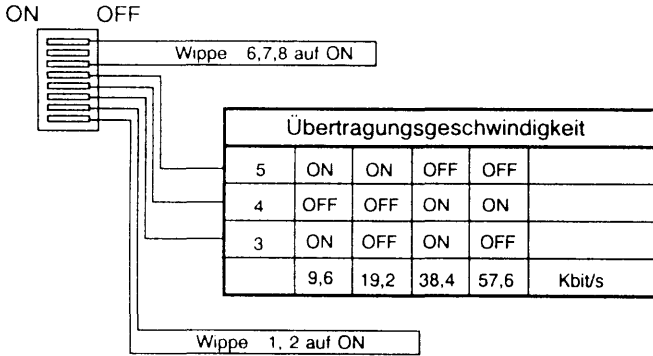 ON OFF
Wippe 6,7,8 auf ON
Übertragungsgeschwindigkeit
5 ON ON OFF OFF
4 OFF OFF ON ON
3 ON OFF ON OFF
9,6 19,2 38,4 57,6 Kbit/s
Wippe 1, 2 auf ON